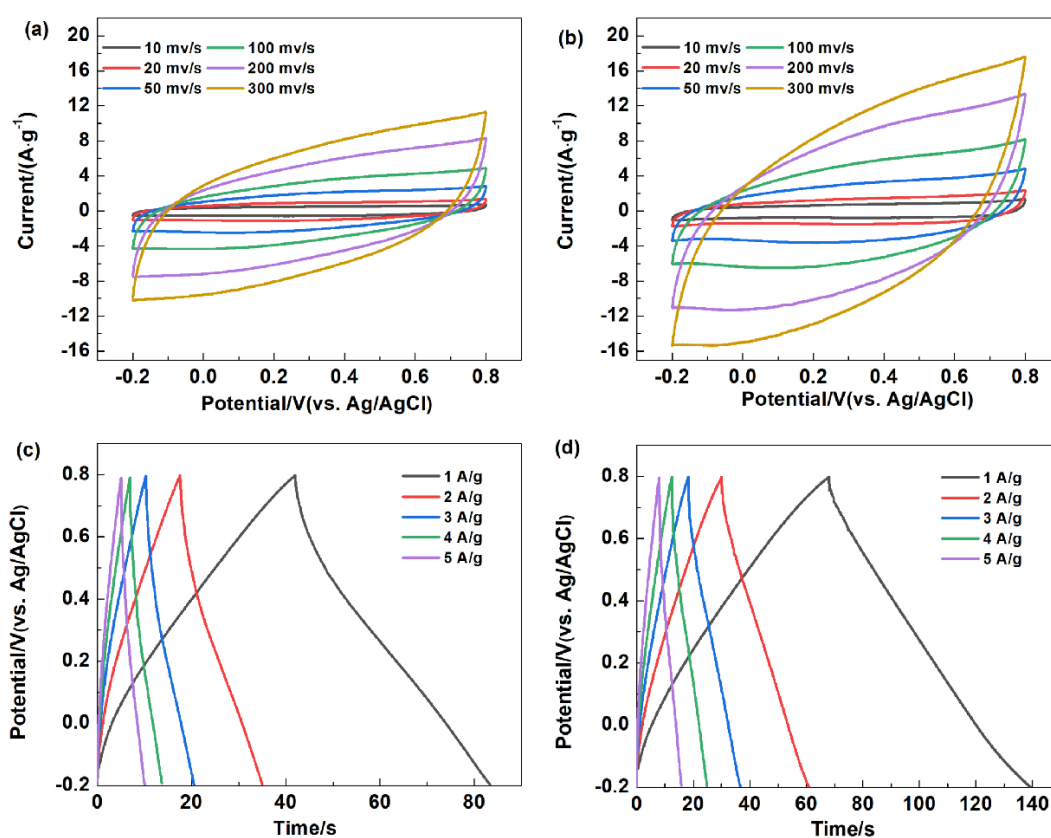 (a)
10 mv/s 100 mv/s
20 mv/s 200 mv/s
50 mv/s 300 mv/s
20
16
12
8
4
0
-4
-8
-12
-16
Current/(A·g⁻¹)
-0.2 0.0 0.2 0.4 0.6 0.8
Potential/V(vs. Ag/AgCl)
(b)
10 mv/s 100 mv/s
20 mv/s 200 mv/s
50 mv/s 300 mv/s
20
16
12
8
4
0
-4
-8
-12
-16
Current/(A·g⁻¹)
-0.2 0.0 0.2 0.4 0.6 0.8
Potential/V(vs. Ag/AgCl)
(c)
1 A/g
2 A/g
3 A/g
4 A/g
5 A/g
0.8
0.6
0.4
0.2
0.0
-0.2
Potential/V(vs. Ag/AgCl)
0 20 40 60 80
Time/s
(d)
1 A/g
2 A/g
3 A/g
4 A/g
5 A/g
0.8
0.6
0.4
0.2
0.0
-0.2
Potential/V(vs. Ag/AgCl)
0 20 40 60 80 100 120 140
Time/s